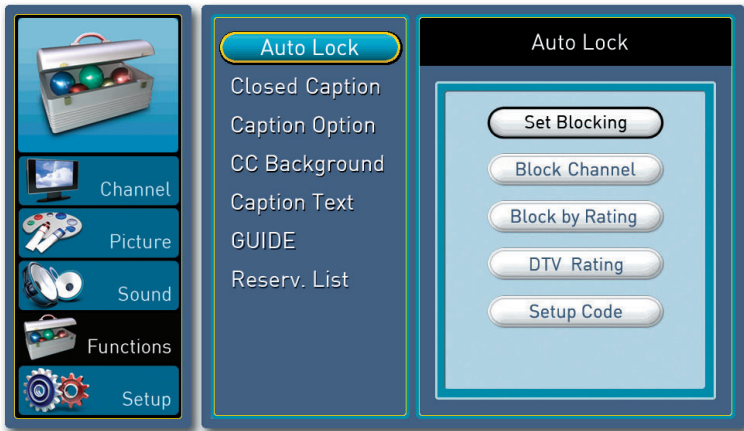 Channel
Picture
Sound
Functions
Setup
Auto Lock
Closed Caption
Caption Option
CC Background
Caption Text
GUIDE
Reserv. List
Auto Lock
Set Blocking
Block Channel
Block by Rating
DTV Rating
Setup Code